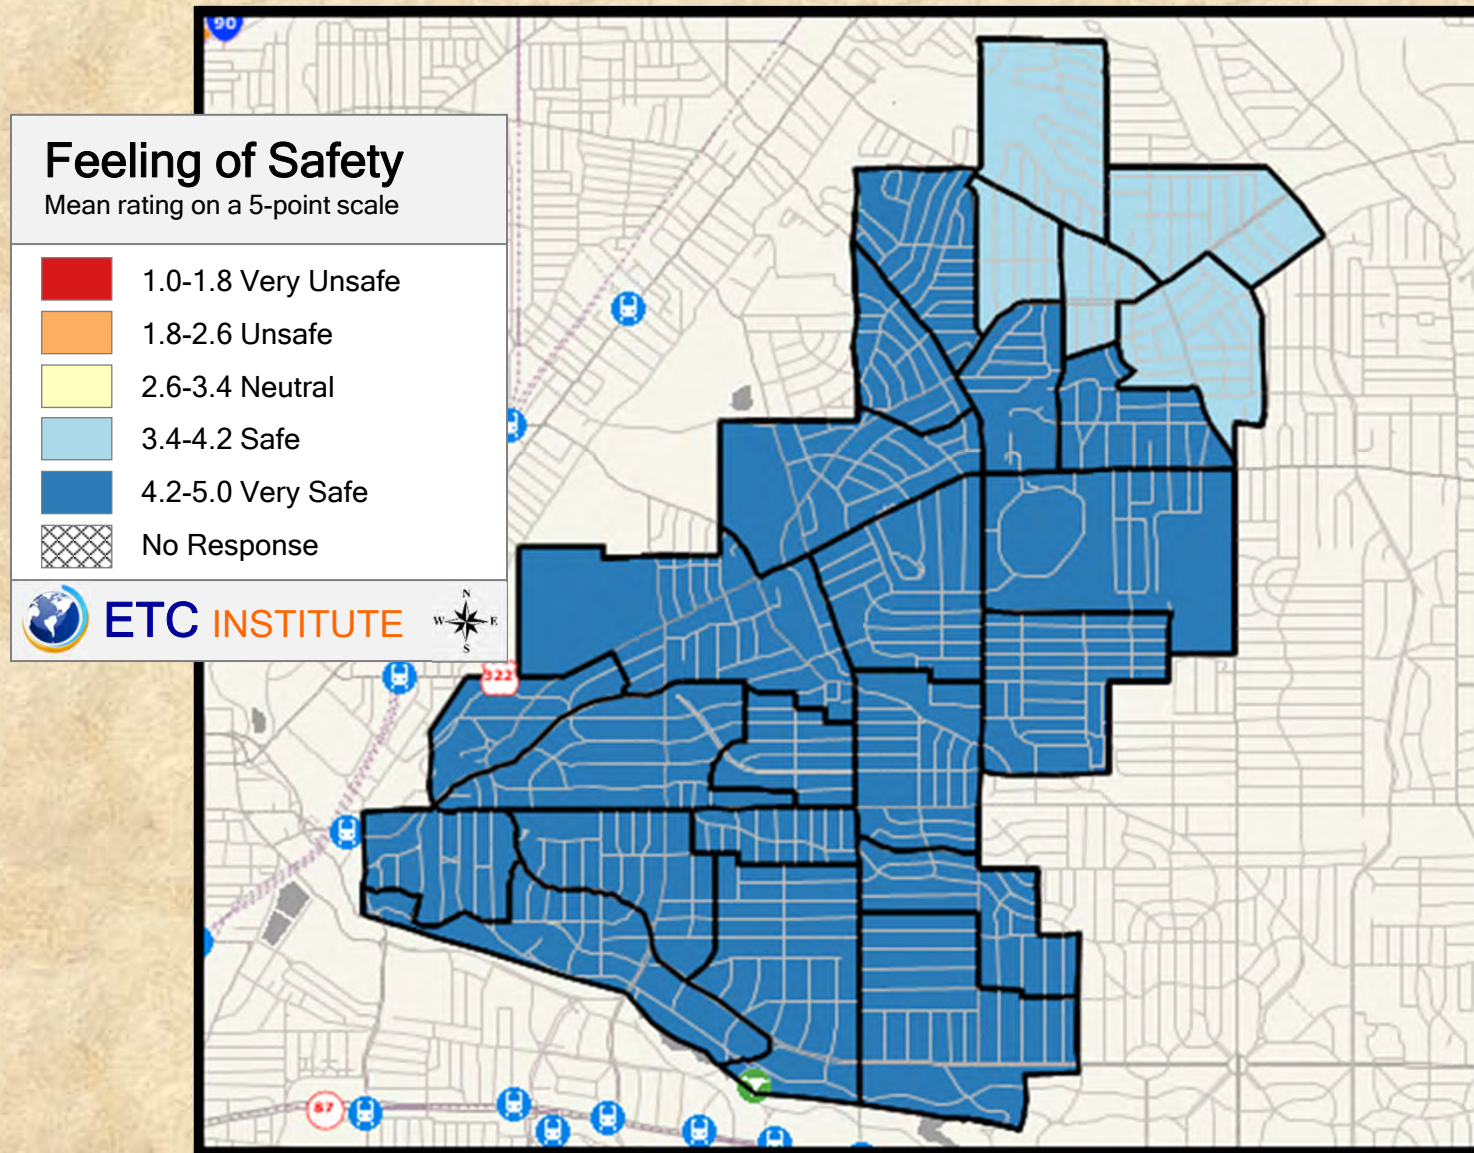 90
Feeling of Safety
Mean rating on a 5-point scale
1.0-1.8 Very Unsafe
1.8-2.6 Unsafe
2.6-3.4 Neutral
3.4-4.2 Safe
4.2-5.0 Very Safe
No Response
ETC INSTITUTE
N
W E
S
322
87